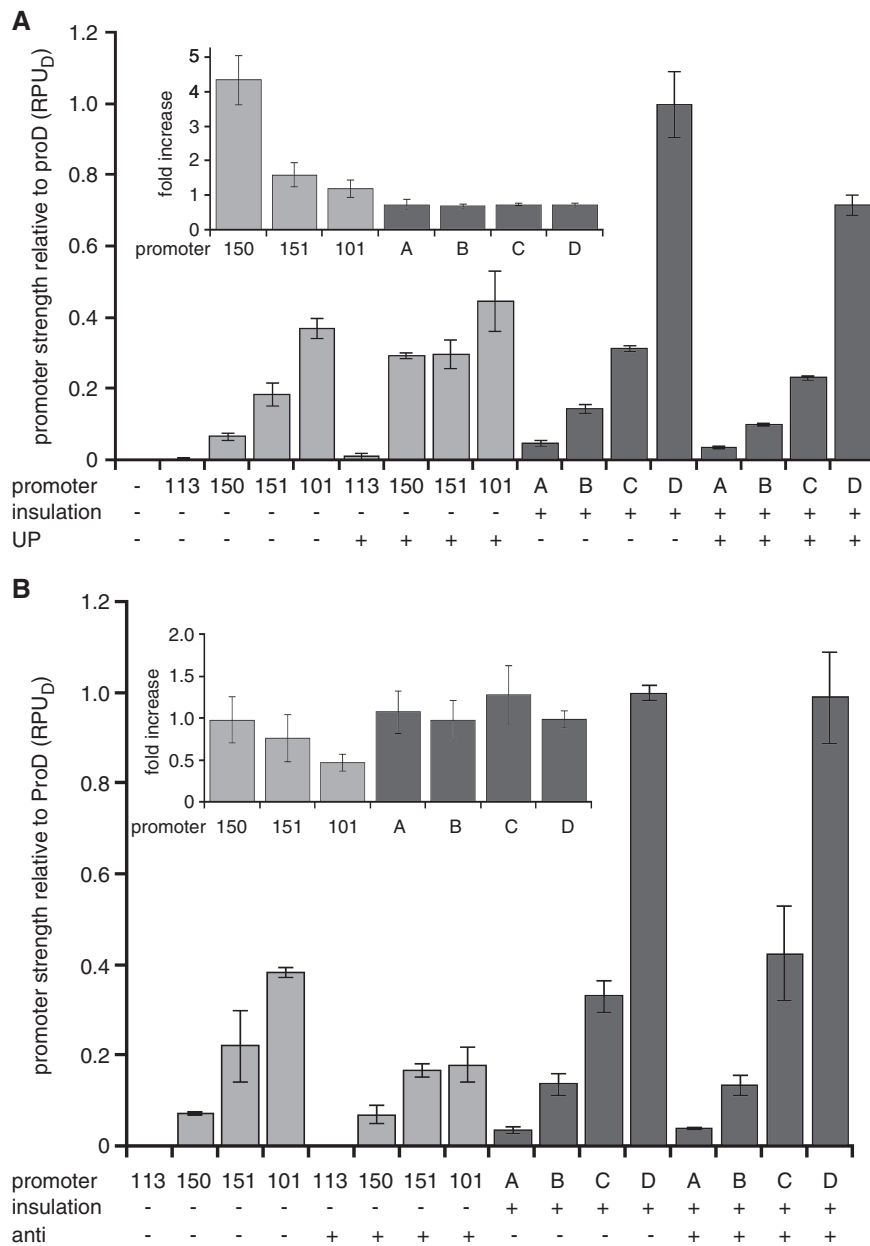 A
promoter strength relative to proD (RPUD)
1.2
1.0
0.8
0.6
0.4
0.2
0
fold increase
5
4
3
2
1
0
promoter 150 151 101 A B C D
promoter - 113 150 151 101 113 150 151 101 A B C D A B C D
insulation - - - - - - - - - + + + + + + + +
UP - - - - - + + + + - - - - + + + +
B
promoter strength relative to ProD (RPUD)
1.2
1.0
0.8
0.6
0.4
0.2
0
fold increase
2.0
1.5
1.0
0.5
0
promoter 150 151 101 A B C D
promoter 113 150 151 101 113 150 151 101 A B C D A B C D
insulation - - - - - - - - + + + + + + + +
anti - - - - + + + + - - - - + + + +